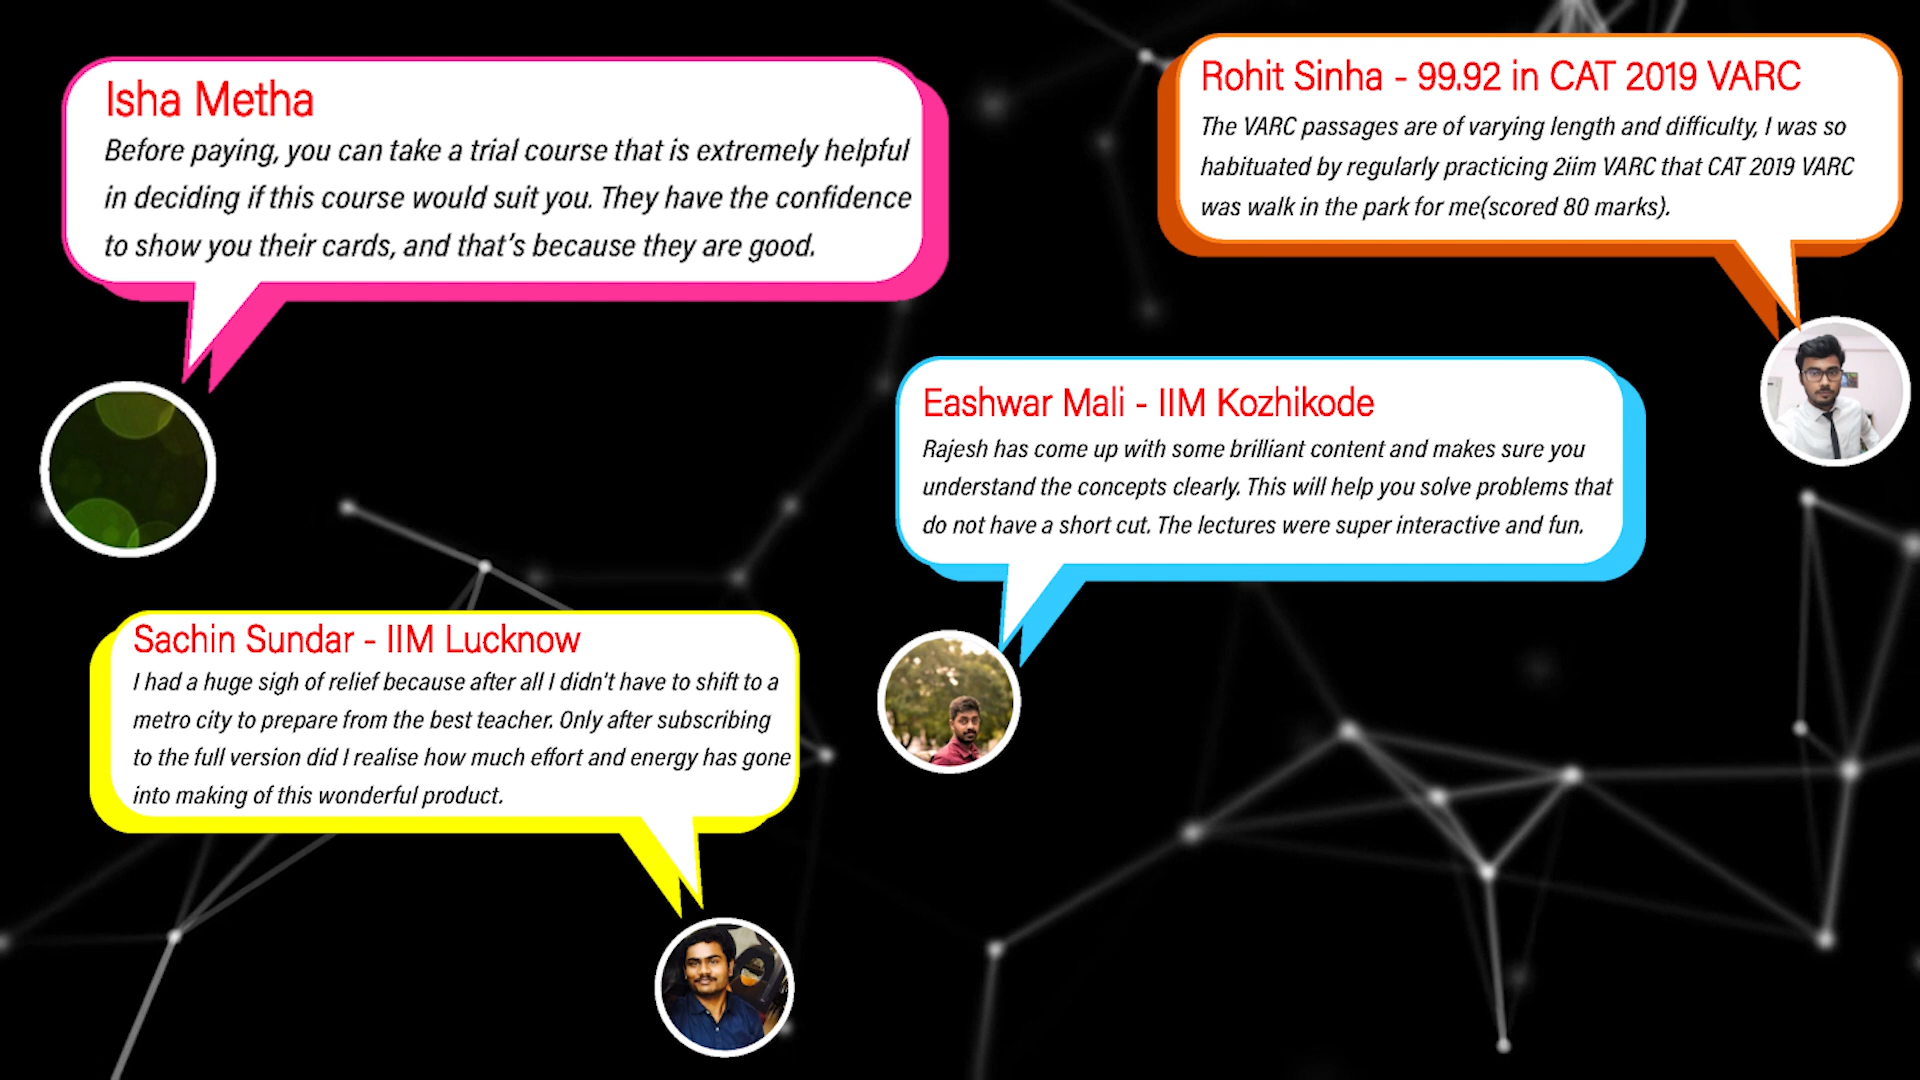 Isha Metha
Before paying, you can take a trial course that is extremely helpful
in deciding if this course would suit you. They have the confidence
to show you their cards, and that's because they are good.
Rohit Sinha - 99.92 in CAT 2019 VARC
The VARC passages are of varying length and difficulty, I was so
habituated by regularly practicing 2iim VARC that CAT 2019 VARC
was walk in the park for me(scored 80 marks).
Eashwar Mali - IIM Kozhikode
Rajesh has come up with some brilliant content and makes sure you
understand the concepts clearly. This will help you solve problems that
do not have a short cut. The lectures were super interactive and fun.
Sachin Sundar - IIM Lucknow
I had a huge sigh of relief because after all I didn't have to shift to a
metro city to prepare from the best teacher. Only after subscribing
to the full version did I realise how much effort and energy has gone
into making of this wonderful product.